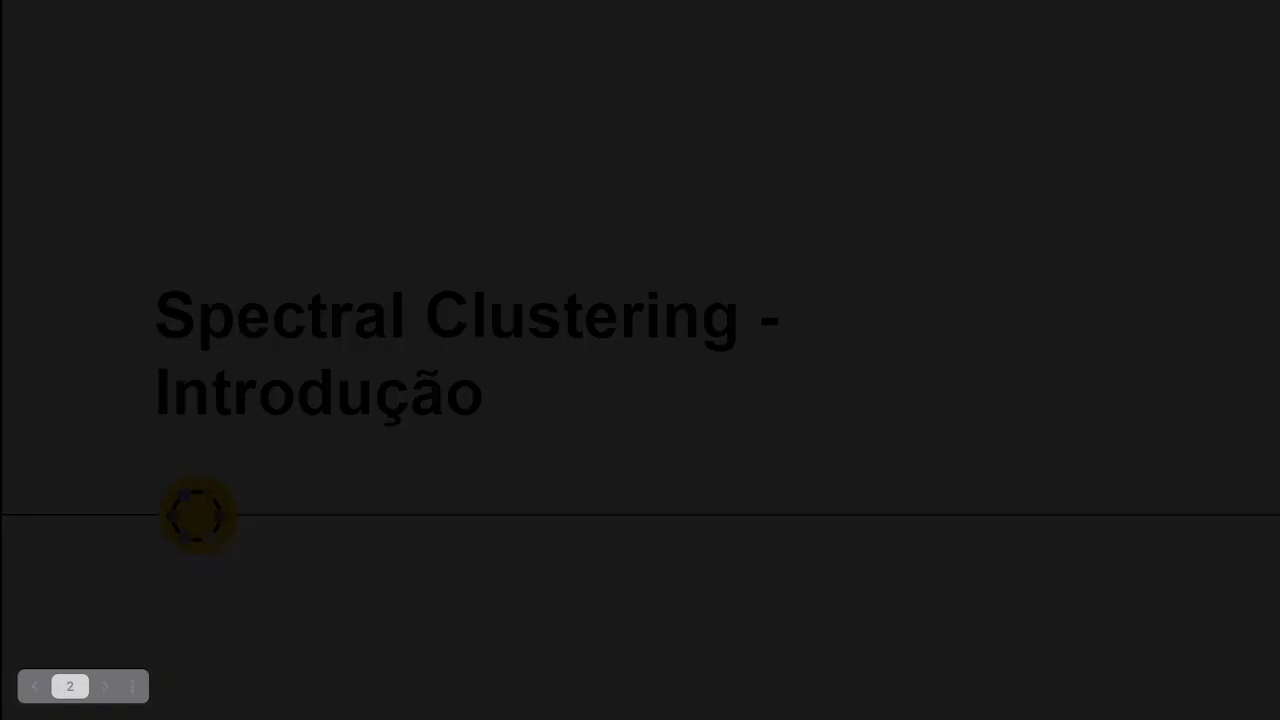 Spectral Clustering -
Introdução
2